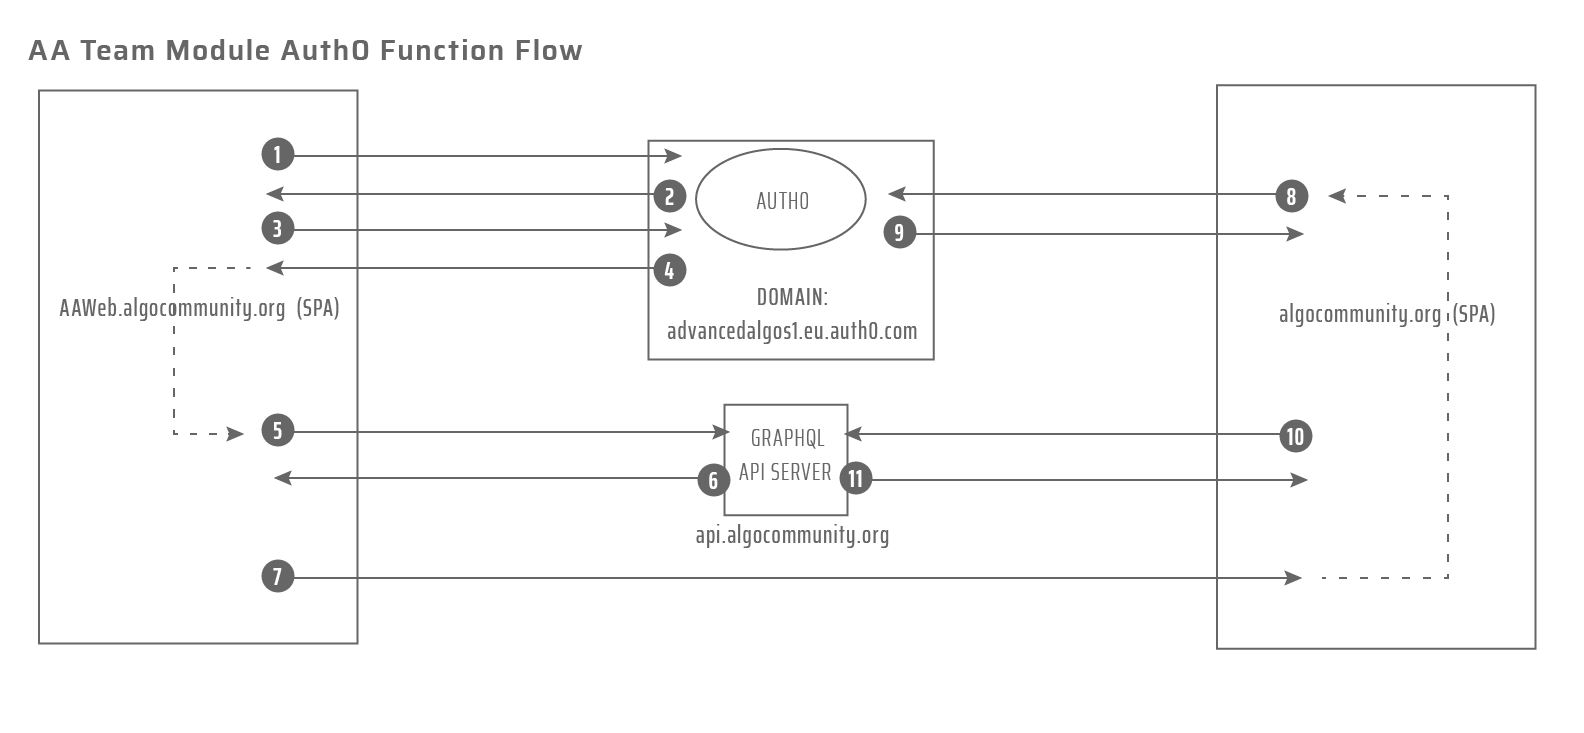 AA Team Module Auth0 Function Flow
1
2
3
4
AUTH0
8
9
DOMAIN:
advancedalgos1.eu.auth0.com
AAWeb.algocommunity.org (SPA)
algocommunity.org (SPA)
5
GRAPHQL
API SERVER
10
6
11
api.algocommunity.org
7